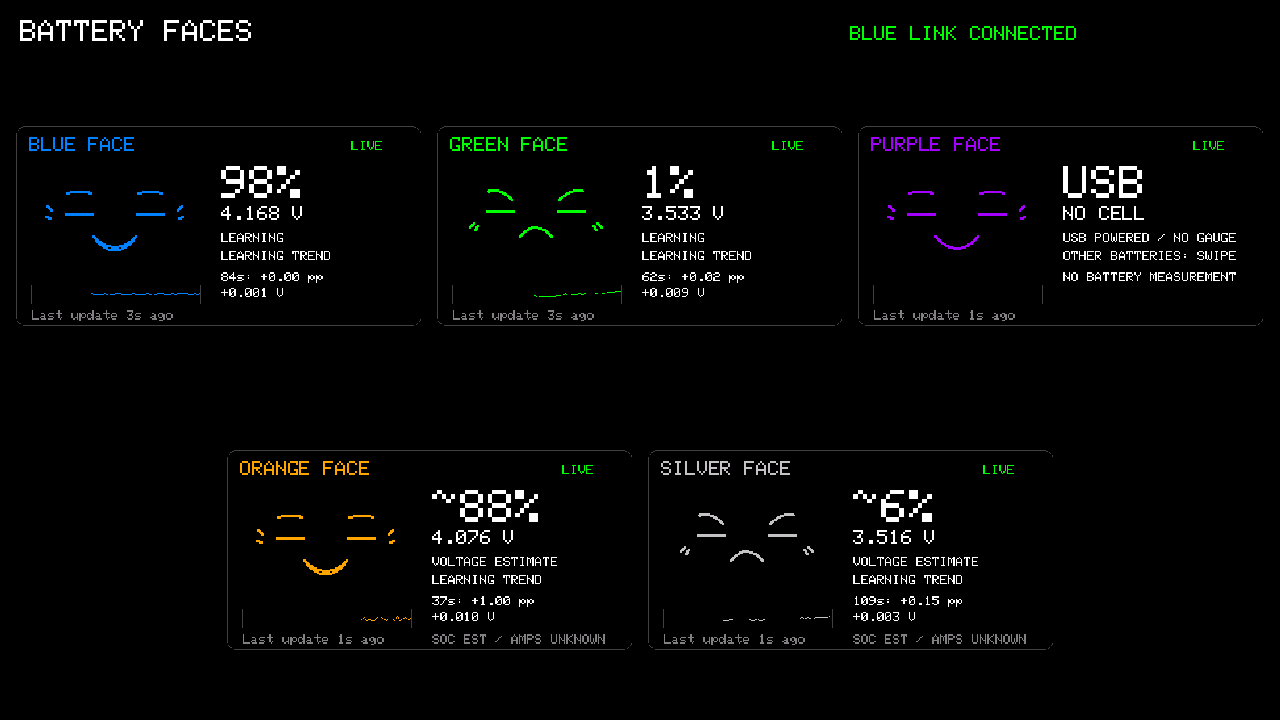 BATTERY FACES
BLUE LINK CONNECTED
BLUE FACE
LIVE
98%
4.168 V
LEARNING
LEARNING TREND
84s: +0.00 pp
+0.001 V
Last update 3s ago
GREEN FACE
LIVE
1%
3.533 V
LEARNING
LEARNING TREND
62s: +0.02 pp
+0.009 V
Last update 3s ago
PURPLE FACE
LIVE
USB
NO CELL
USB POWERED / NO GAUGE
OTHER BATTERIES: SWIPE
NO BATTERY MEASUREMENT
Last update 1s ago
ORANGE FACE
LIVE
~88%
4.076 V
VOLTAGE ESTIMATE
LEARNING TREND
37s: +1.00 pp
+0.010 V
Last update 1s ago
SOC EST / AMPS UNKNOWN
SILVER FACE
LIVE
~6%
3.516 V
VOLTAGE ESTIMATE
LEARNING TREND
109s: +0.15 pp
+0.003 V
Last update 1s ago
SOC EST / AMPS UNKNOWN